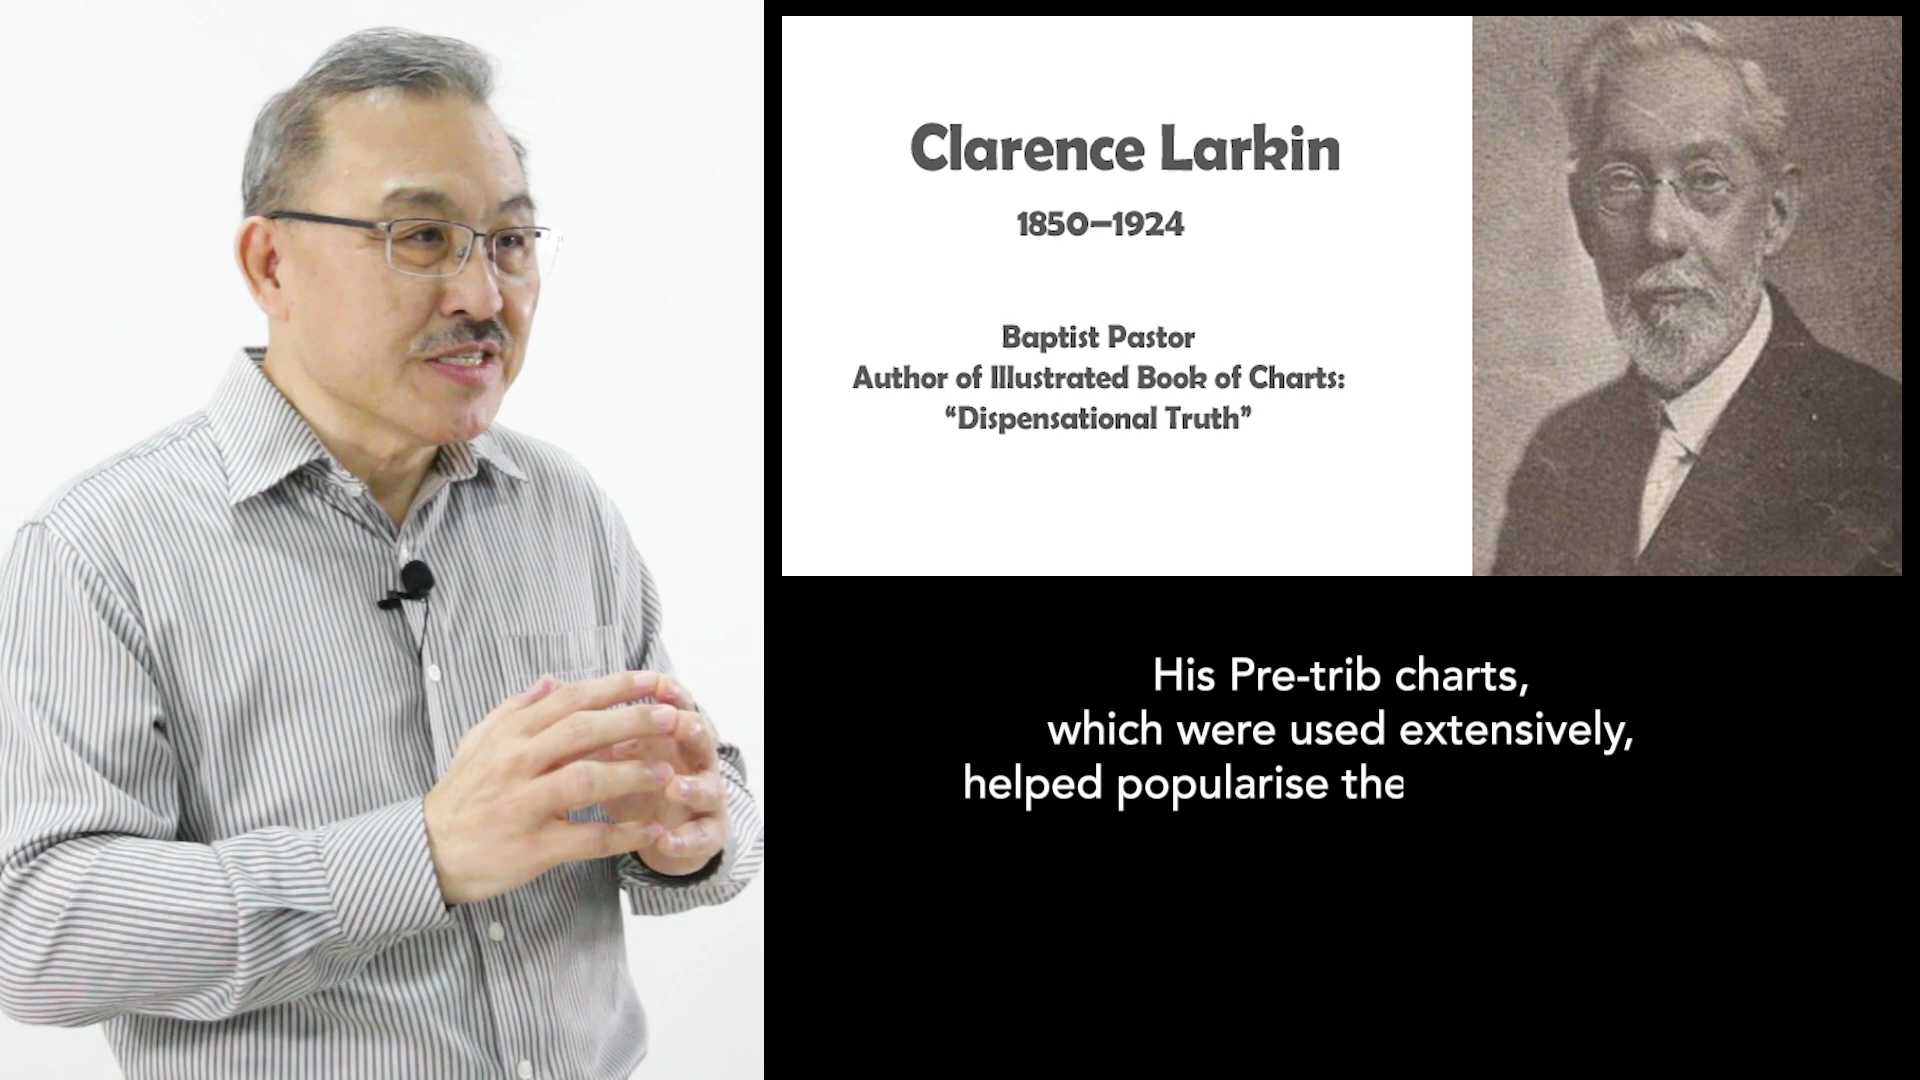 Clarence Larkin
1850–1924
Baptist Pastor
Author of Illustrated Book of Charts:
“Dispensational Truth”
His Pre-trib charts,
which were used extensively,
helped popularise the